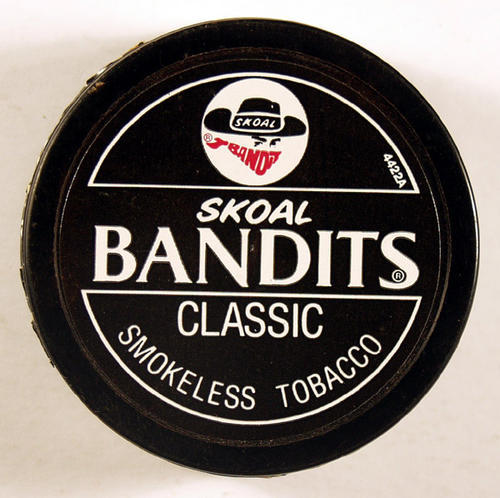 SKOAL
® BANDIT
4422A
SKOAL
BANDITS®
CLASSIC
SMOKELESS TOBACCO